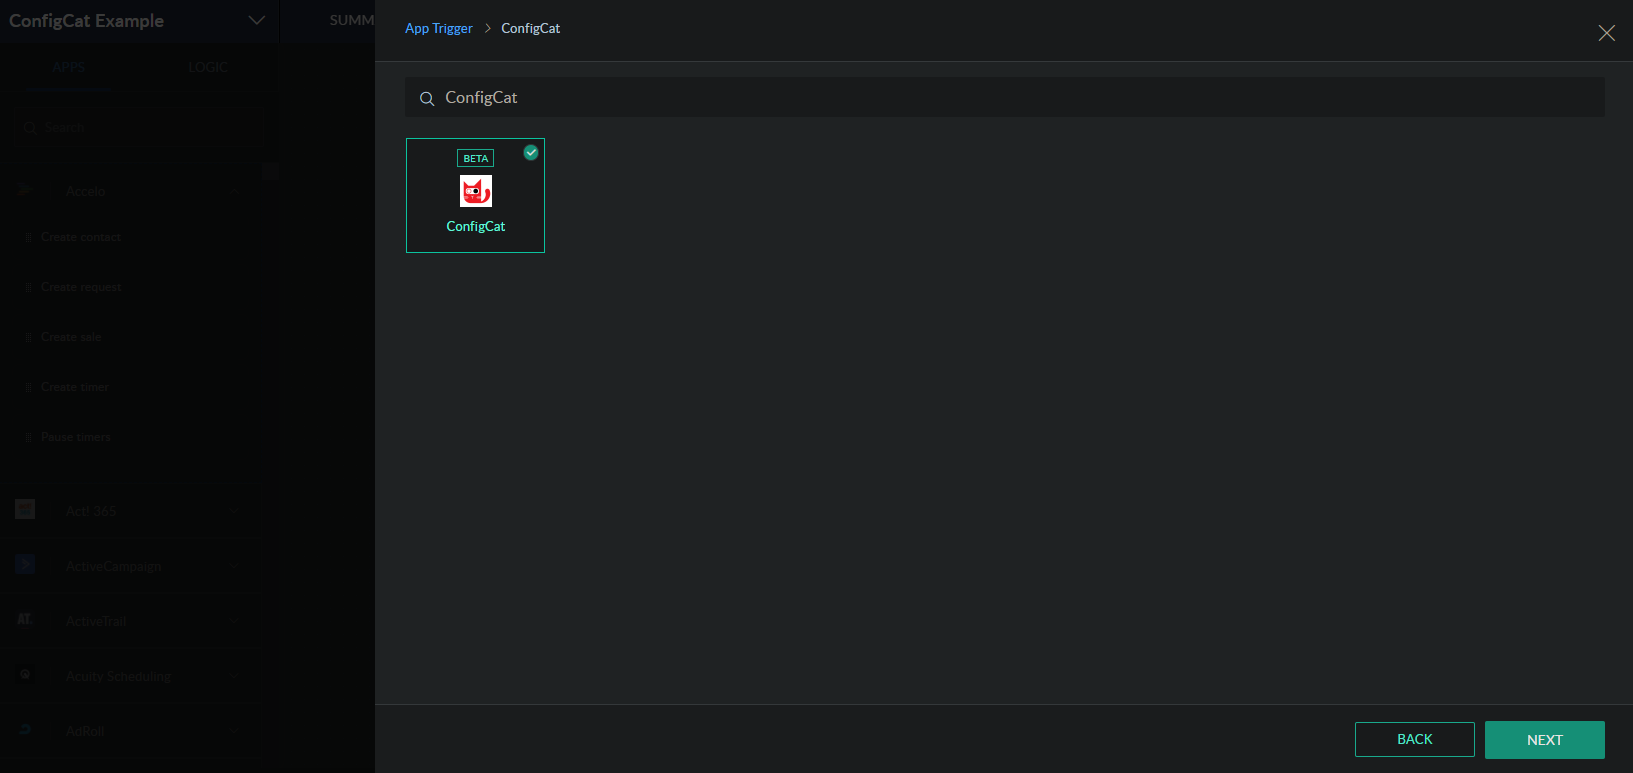 ConfigCat Example
SUMM
APPS
LOGIC
Search
Accelo
Create contact
Create request
Create sale
Create timer
Pause timers
Act! 365
ActiveCampaign
AT.
ActiveTrail
Acuity Scheduling
AdRoll
App Trigger > ConfigCat
ConfigCat
BETA
ConfigCat
BACK
NEXT